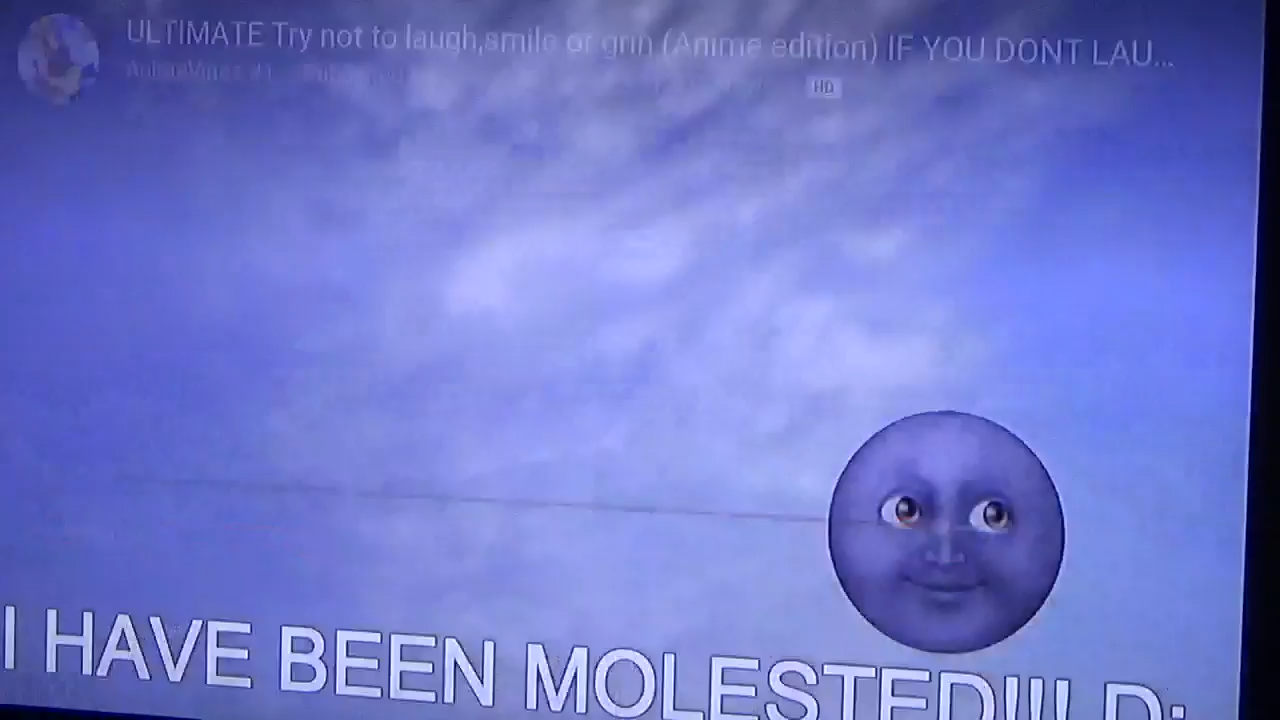 ULTIMATE Try not to laugh,smile or grin (Anime edition) IF YOU DONT LAU...
HD
I HAVE BEEN MOLESTED!!! D: